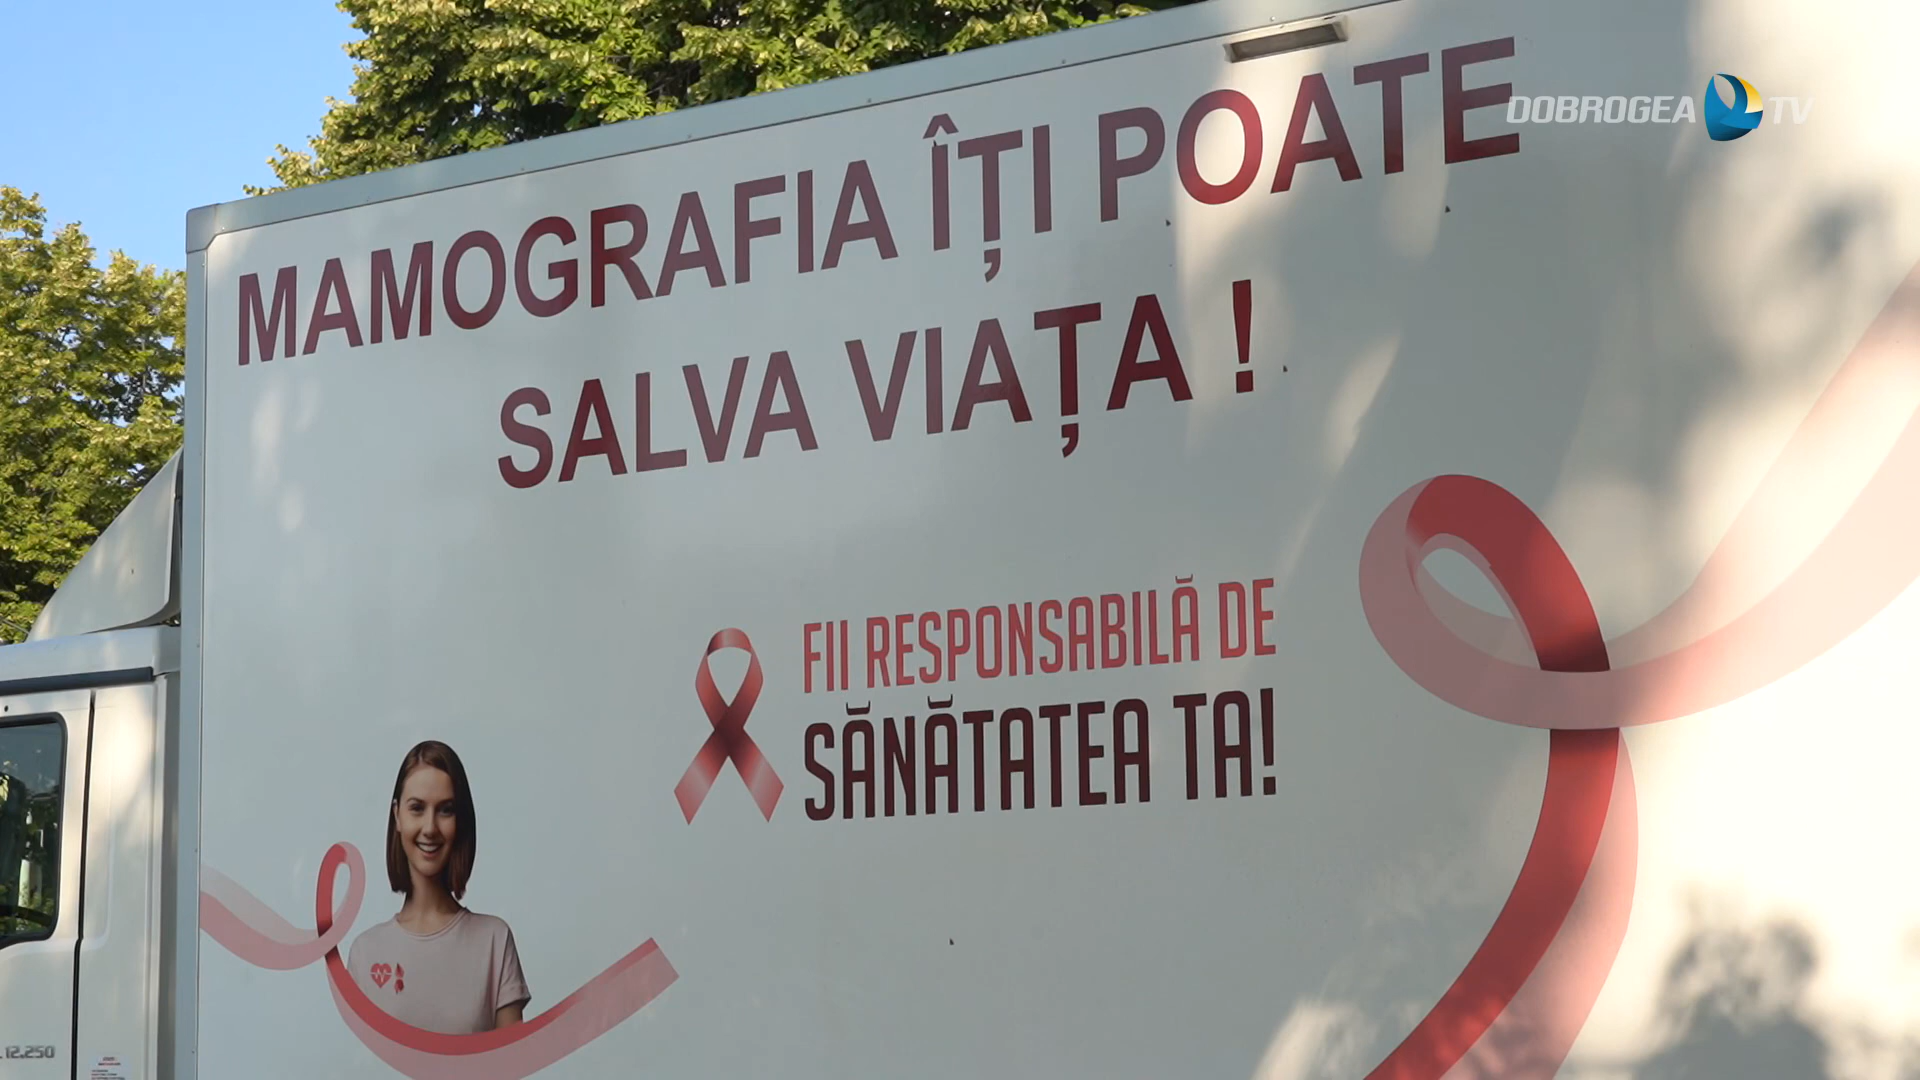 DOBROGEA TV
MAMOGRAFIA ÎȚI POATE
SALVA VIAȚA !
FII RESPONSABILĂ DE
SĂNĂTATEA TA!
12.250